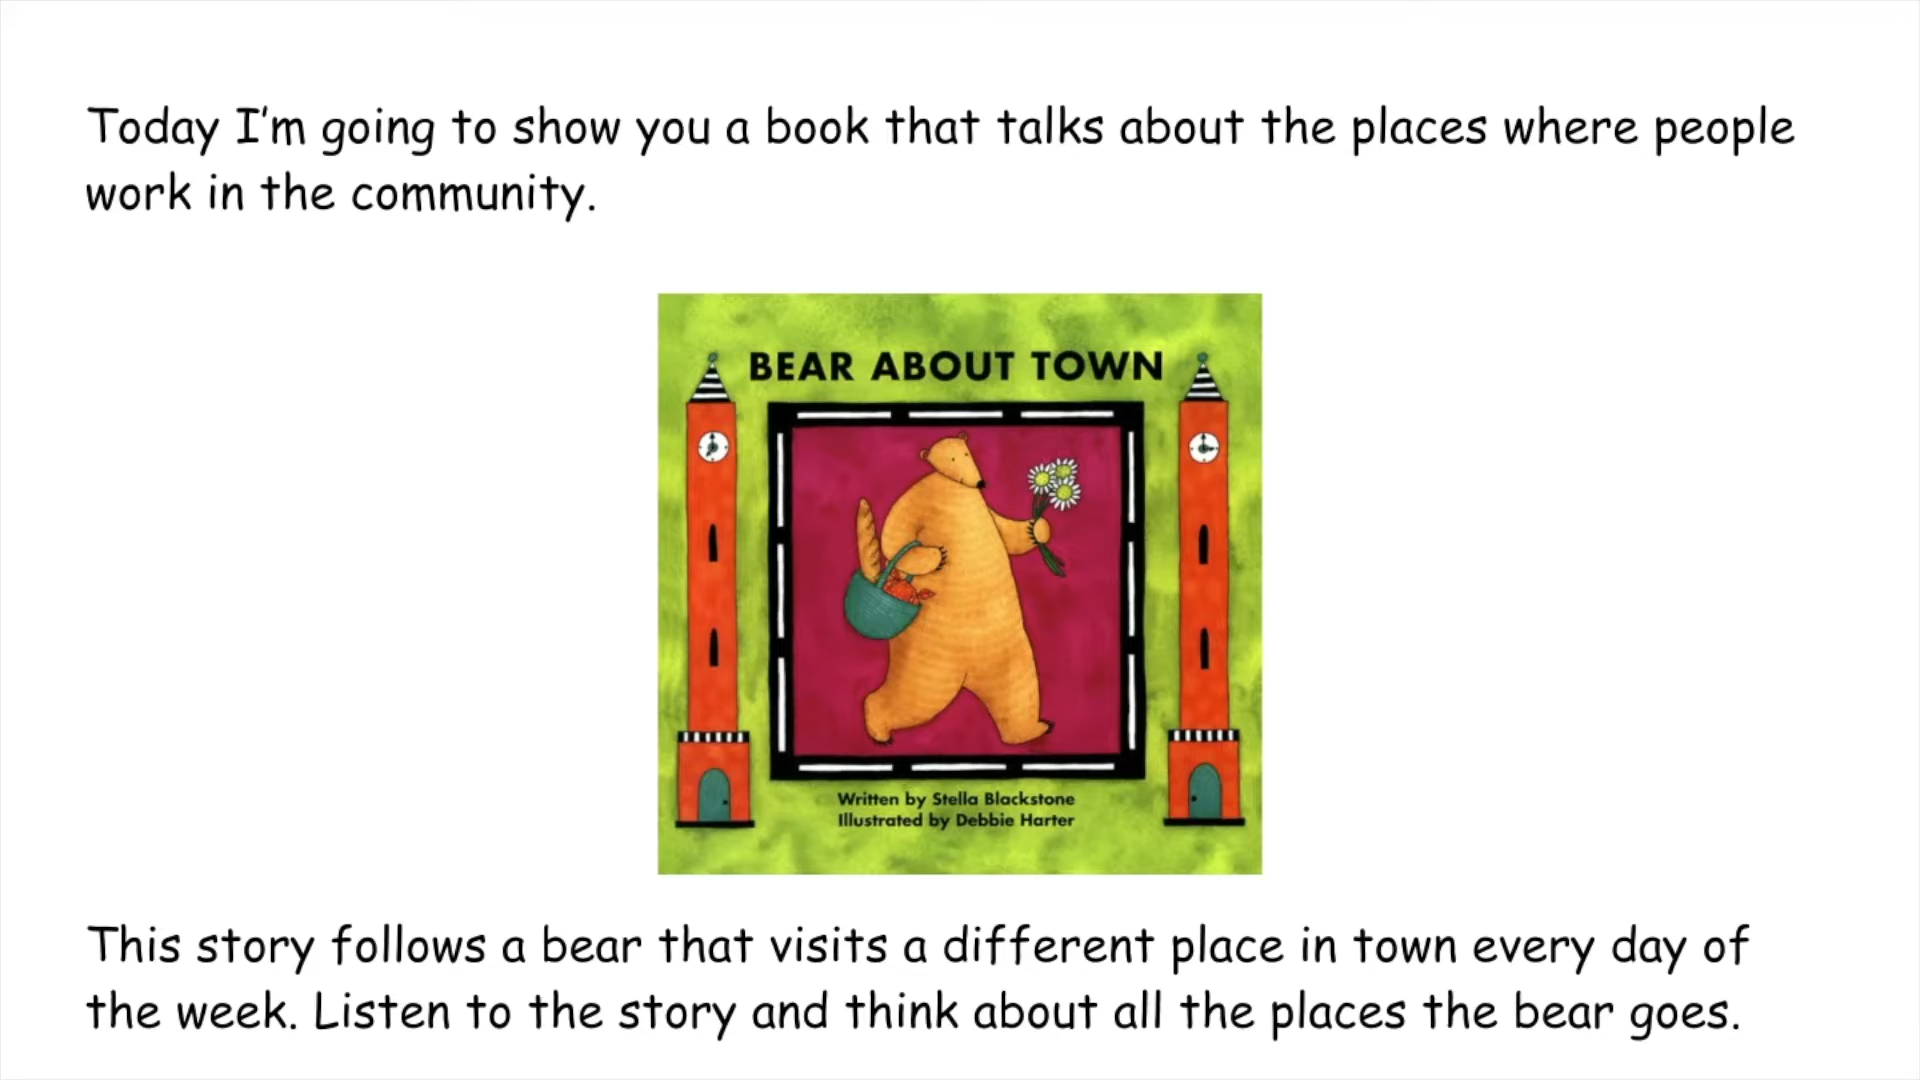 Today I’m going to show you a book that talks about the places where people
work in the community.
BEAR ABOUT TOWN
Written by Stella Blackstone
Illustrated by Debbie Harter
This story follows a bear that visits a different place in town every day of
the week. Listen to the story and think about all the places the bear goes.